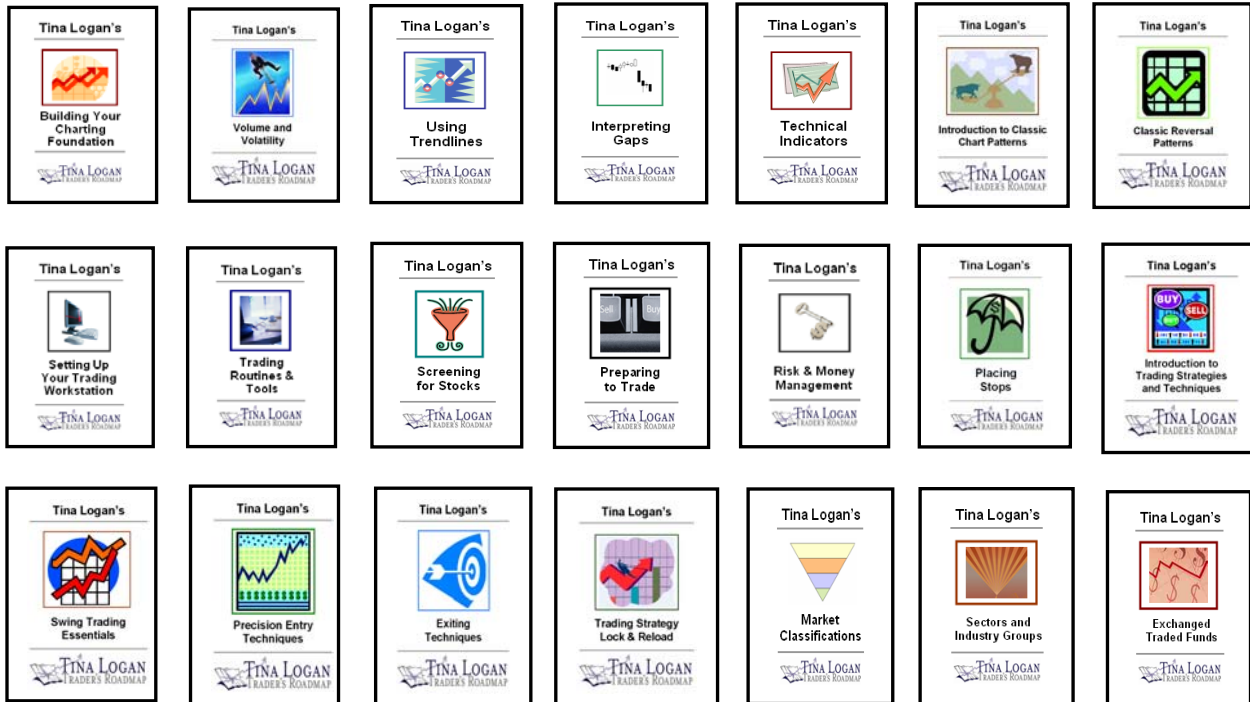 Tina Logan's
Building Your
Charting
Foundation
TINA LOGAN
TRADER'S ROADMAP
Tina Logan's
Volume and
Volatility
TINA LOGAN
TRADER'S ROADMAP
Tina Logan's
Using
Trendlines
TINA LOGAN
TRADER'S ROADMAP
Tina Logan's
Interpreting
Gaps
TINA LOGAN
TRADER'S ROADMAP
Tina Logan's
Technical
Indicators
TINA LOGAN
TRADER'S ROADMAP
Tina Logan's
Introduction to Classic
Chart Patterns
TINA LOGAN
TRADER'S ROADMAP
Tina Logan's
Classic Reversal
Patterns
TINA LOGAN
TRADER'S ROADMAP
Tina Logan's
Setting Up
Your Trading
Workstation
TINA LOGAN
TRADER'S ROADMAP
Tina Logan's
Trading
Routines &
Tools
TINA LOGAN
TRADER'S ROADMAP
Tina Logan's
Screening
for Stocks
TINA LOGAN
TRADER'S ROADMAP
Tina Logan's
Sell Buy
Preparing
to Trade
TINA LOGAN
TRADER'S ROADMAP
Tina Logan's
Risk & Money
Management
TINA LOGAN
TRADER'S ROADMAP
Tina Logan's
$
Placing
Stops
TINA LOGAN
TRADER'S ROADMAP
Tina Logan's
BUY
SELL
BUY
Introduction to
Trading Strategies
and Techniques
TINA LOGAN
TRADER'S ROADMAP
Tina Logan's
Swing Trading
Essentials
TINA LOGAN
TRADER'S ROADMAP
Tina Logan's
Precision Entry
Techniques
TINA LOGAN
TRADER'S ROADMAP
Tina Logan's
Exiting
Techniques
TINA LOGAN
TRADER'S ROADMAP
Tina Logan's
Trading Strategy
Lock & Reload
TINA LOGAN
TRADER'S ROADMAP
Tina Logan's
Market
Classifications
TINA LOGAN
TRADER'S ROADMAP
Tina Logan's
Sectors and
Industry Groups
TINA LOGAN
TRADER'S ROADMAP
Tina Logan's
Exchanged
Traded Funds
TINA LOGAN
TRADER'S ROADMAP